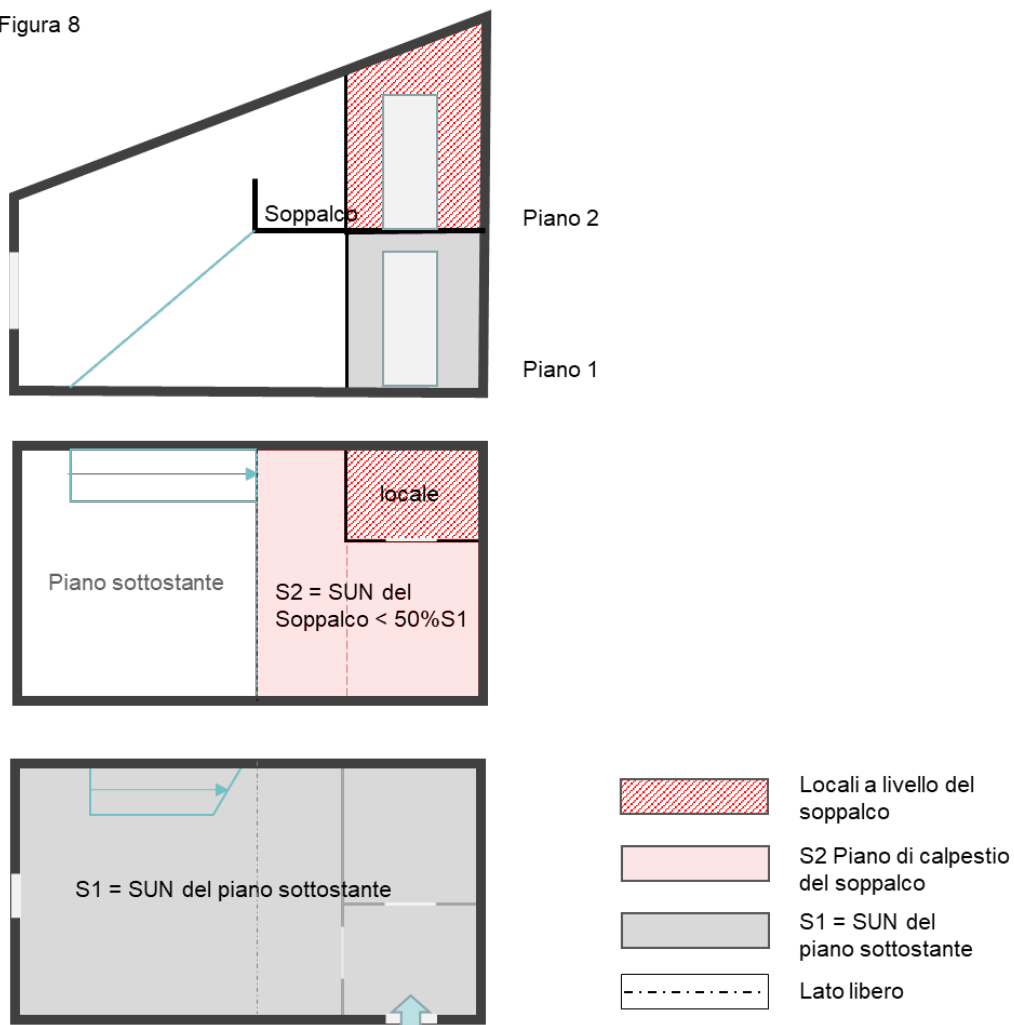 Figura 8
Soppalco
Piano 2
Piano 1
locale
Piano sottostante
S2 = SUN del
Soppalco < 50%S1
S1 = SUN del piano sottostante
Locali a livello del
soppalco
S2 Piano di calpestio
del soppalco
S1 = SUN del
piano sottostante
Lato libero